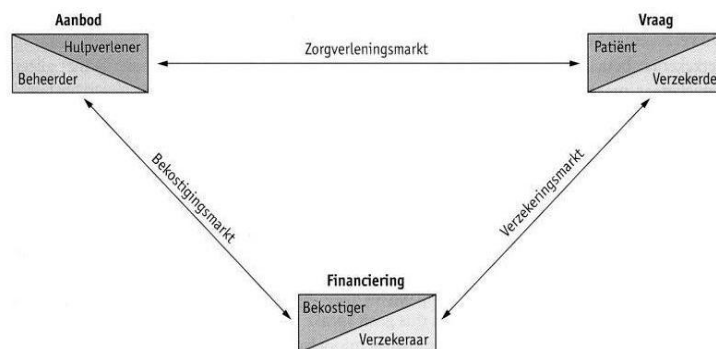 Aanbod
Vraag
Hulpverlener
Beheerder
Zorgverleningsmarkt
Patiënt
Verzekerde
Bekostigingsmarkt
Verzekeringsmarkt
Financiering
Bekostiger
Verzekeraar